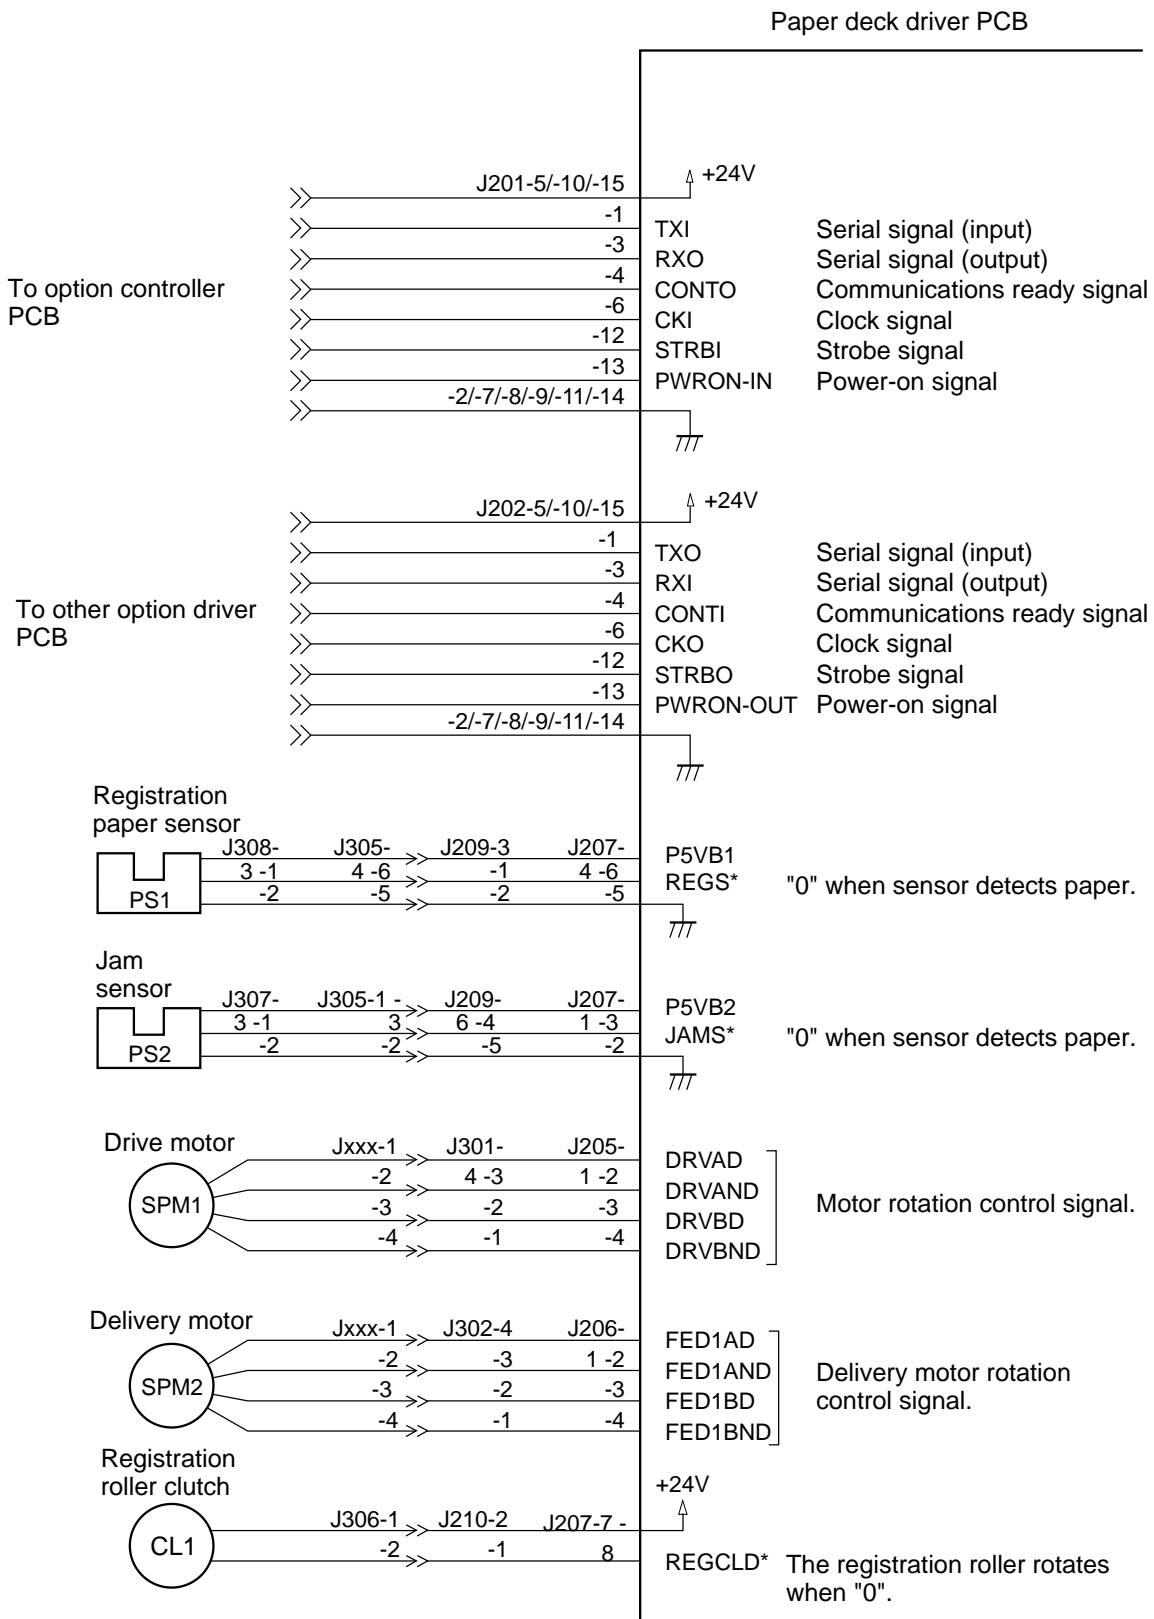 Paper deck driver PCB
J201-5/-10/-15 +24V
-1 TXI Serial signal (input)
-3 RXO Serial signal (output)
To option controller
PCB
-4 CONTO Communications ready signal
-6 CKI Clock signal
-12 STRBI Strobe signal
-13 PWRON-IN Power-on signal
-2/-7/-8/-9/-11/-14
J202-5/-10/-15 +24V
-1 TXO Serial signal (input)
-3 RXI Serial signal (output)
To other option driver
PCB
-4 CONTI Communications ready signal
-6 CKO Clock signal
-12 STRBO Strobe signal
-13 PWRON-OUT Power-on signal
-2/-7/-8/-9/-11/-14
Registration
paper sensor
J308- J305- J209-3 J207- P5VB1
3 -1 4 -6 -1 4 -6 REGS* "0" when sensor detects paper.
PS1 -2 -5 -2 -5
Jam
sensor
J307- J305-1 - J209- J207- P5VB2
3 -1 3 6 -4 1 -3 JAMS* "0" when sensor detects paper.
PS2 -2 -2 -5 -2
Drive motor
Jxxx-1 J301- J205- DRVAD
-2 4 -3 1 -2 DRVAND
SPM1 -3 -2 -3 DRVBD Motor rotation control signal.
-4 -1 -4 DRVBND
Delivery motor
Jxxx-1 J302-4 J206- FED1AD
-2 -3 1 -2 FED1AND Delivery motor rotation
SPM2 -3 -2 -3 FED1BD control signal.
-4 -1 -4 FED1BND
Registration
roller clutch
+24V
J306-1 J210-2 J207-7 -
CL1 -2 -1 8 REGCLD* The registration roller rotates
when "0".